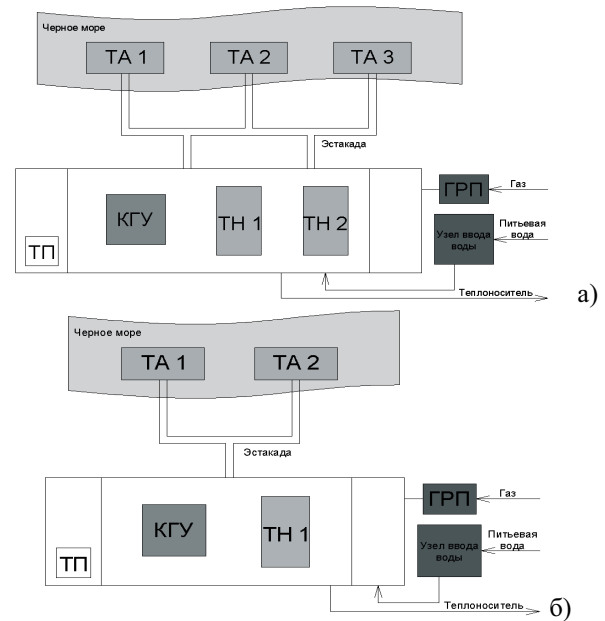 Черное море
ТА 1
ТА 2
ТА 3
Эстакада
КГУ
ТН 1
ТН 2
ТП
ГРП
Газ
Узел ввода
воды
Питьевая
вода
Теплоноситель
а)
Черное море
ТА 1
ТА 2
Эстакада
КГУ
ТН 1
ТП
ГРП
Газ
Узел ввода
воды
Питьевая
вода
Теплоноситель
б)